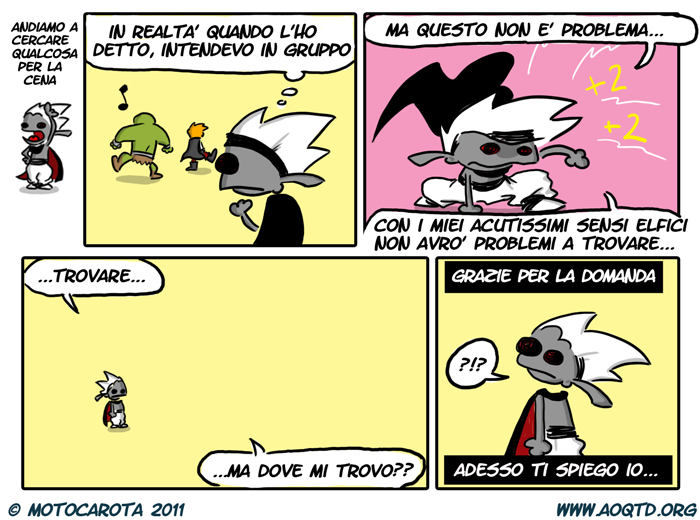 ANDIAMO A
CERCARE
QUALCOSA
PER LA
CENA
IN REALTA' QUANDO L'HO
DETTO, INTENDEVO IN GRUPPO
MA QUESTO NON E' PROBLEMA...
+2
+2
CON I MIEI ACUTISSIMI SENSI ELFICI
NON AVRO' PROBLEMI A TROVARE...
...TROVARE...
...MA DOVE MI TROVO??
GRAZIE PER LA DOMANDA
?!?
ADESSO TI SPIEGO IO...
© MOTOCAROTA 2011
WWW.AOQTD.ORG